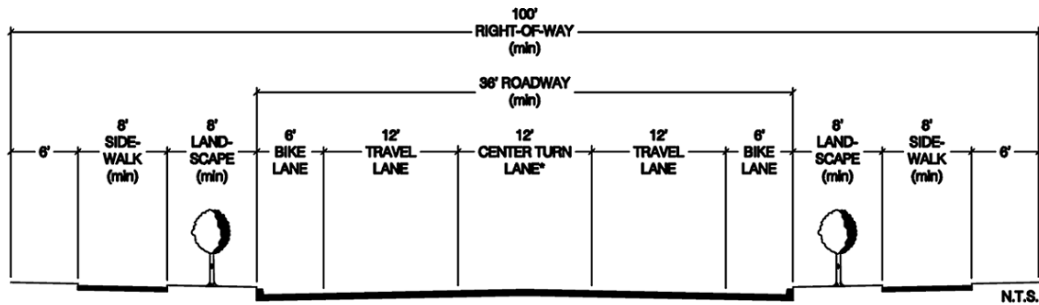 100'
RIGHT-OF-WAY
(min)
36' ROADWAY
(min)
6'
8'
SIDE-
WALK
(min)
8'
LAND-
SCAPE
(min)
6'
BIKE
LANE
12'
TRAVEL
LANE
12'
CENTER TURN
LANE*
12'
TRAVEL
LANE
6'
BIKE
LANE
8'
LAND-
SCAPE
(min)
8'
SIDE-
WALK
(min)
6'
N.T.S.